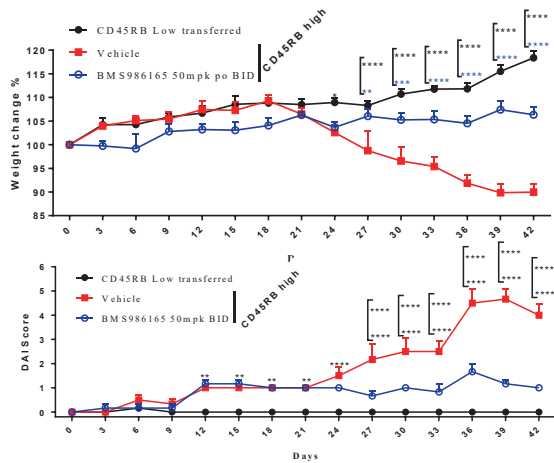 CD45RB Low transferred
Vehicle
BMS986165 50mpk po BID
CD45RB high
Weight change %
120
115
110
105
100
95
90
85
*
****
**
****
***
****
****
****
****
****
****
****
****
0 3 6 9 12 15 18 21 24 27 30 33 36 39 42
CD45RB Low transferred
Vehicle
BMS986165 50mpk BID
CD45RB high
DAI Score
6
5
4
3
2
1
0
** ** ** ** ****
****
****
****
****
****
****
****
****
****
****
****
****
0 3 6 9 12 15 18 21 24 27 30 33 36 39 42
Days